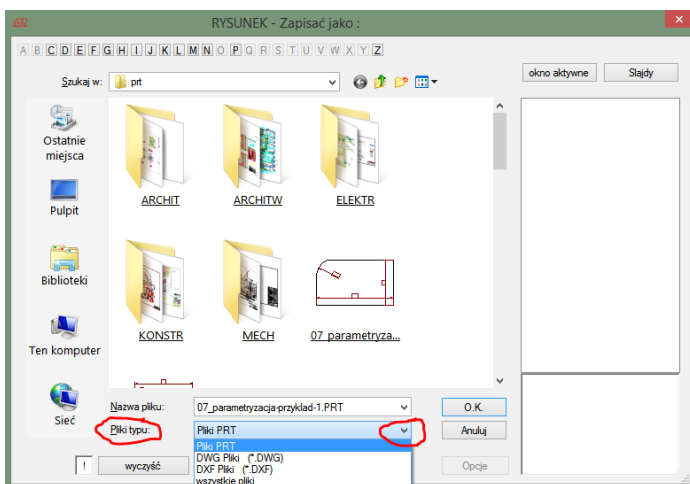 RYSUNEK - Zapisać jako :
A B C D E F G H I J K L M N O P Q R S T U V W X Y Z
Szukaj w: prt
okno aktywne Slajdy
Ostatnie
miejsca
Pulpit
Biblioteki
Ten komputer
Sieć
ARCHIT ARCHITW ELEKTR
KONSTR MECH 07_parametryza...
Nazwa pliku: 07_parametryzacja-przyklad-1.PRT O.K.
Pliki typu: Pliki PRT Anuluj
Pliki PRT
DWG Pliki (*.DWG)
DXF Pliki (*.DXF)
wszystkie pliki
! wyczyść Opcje